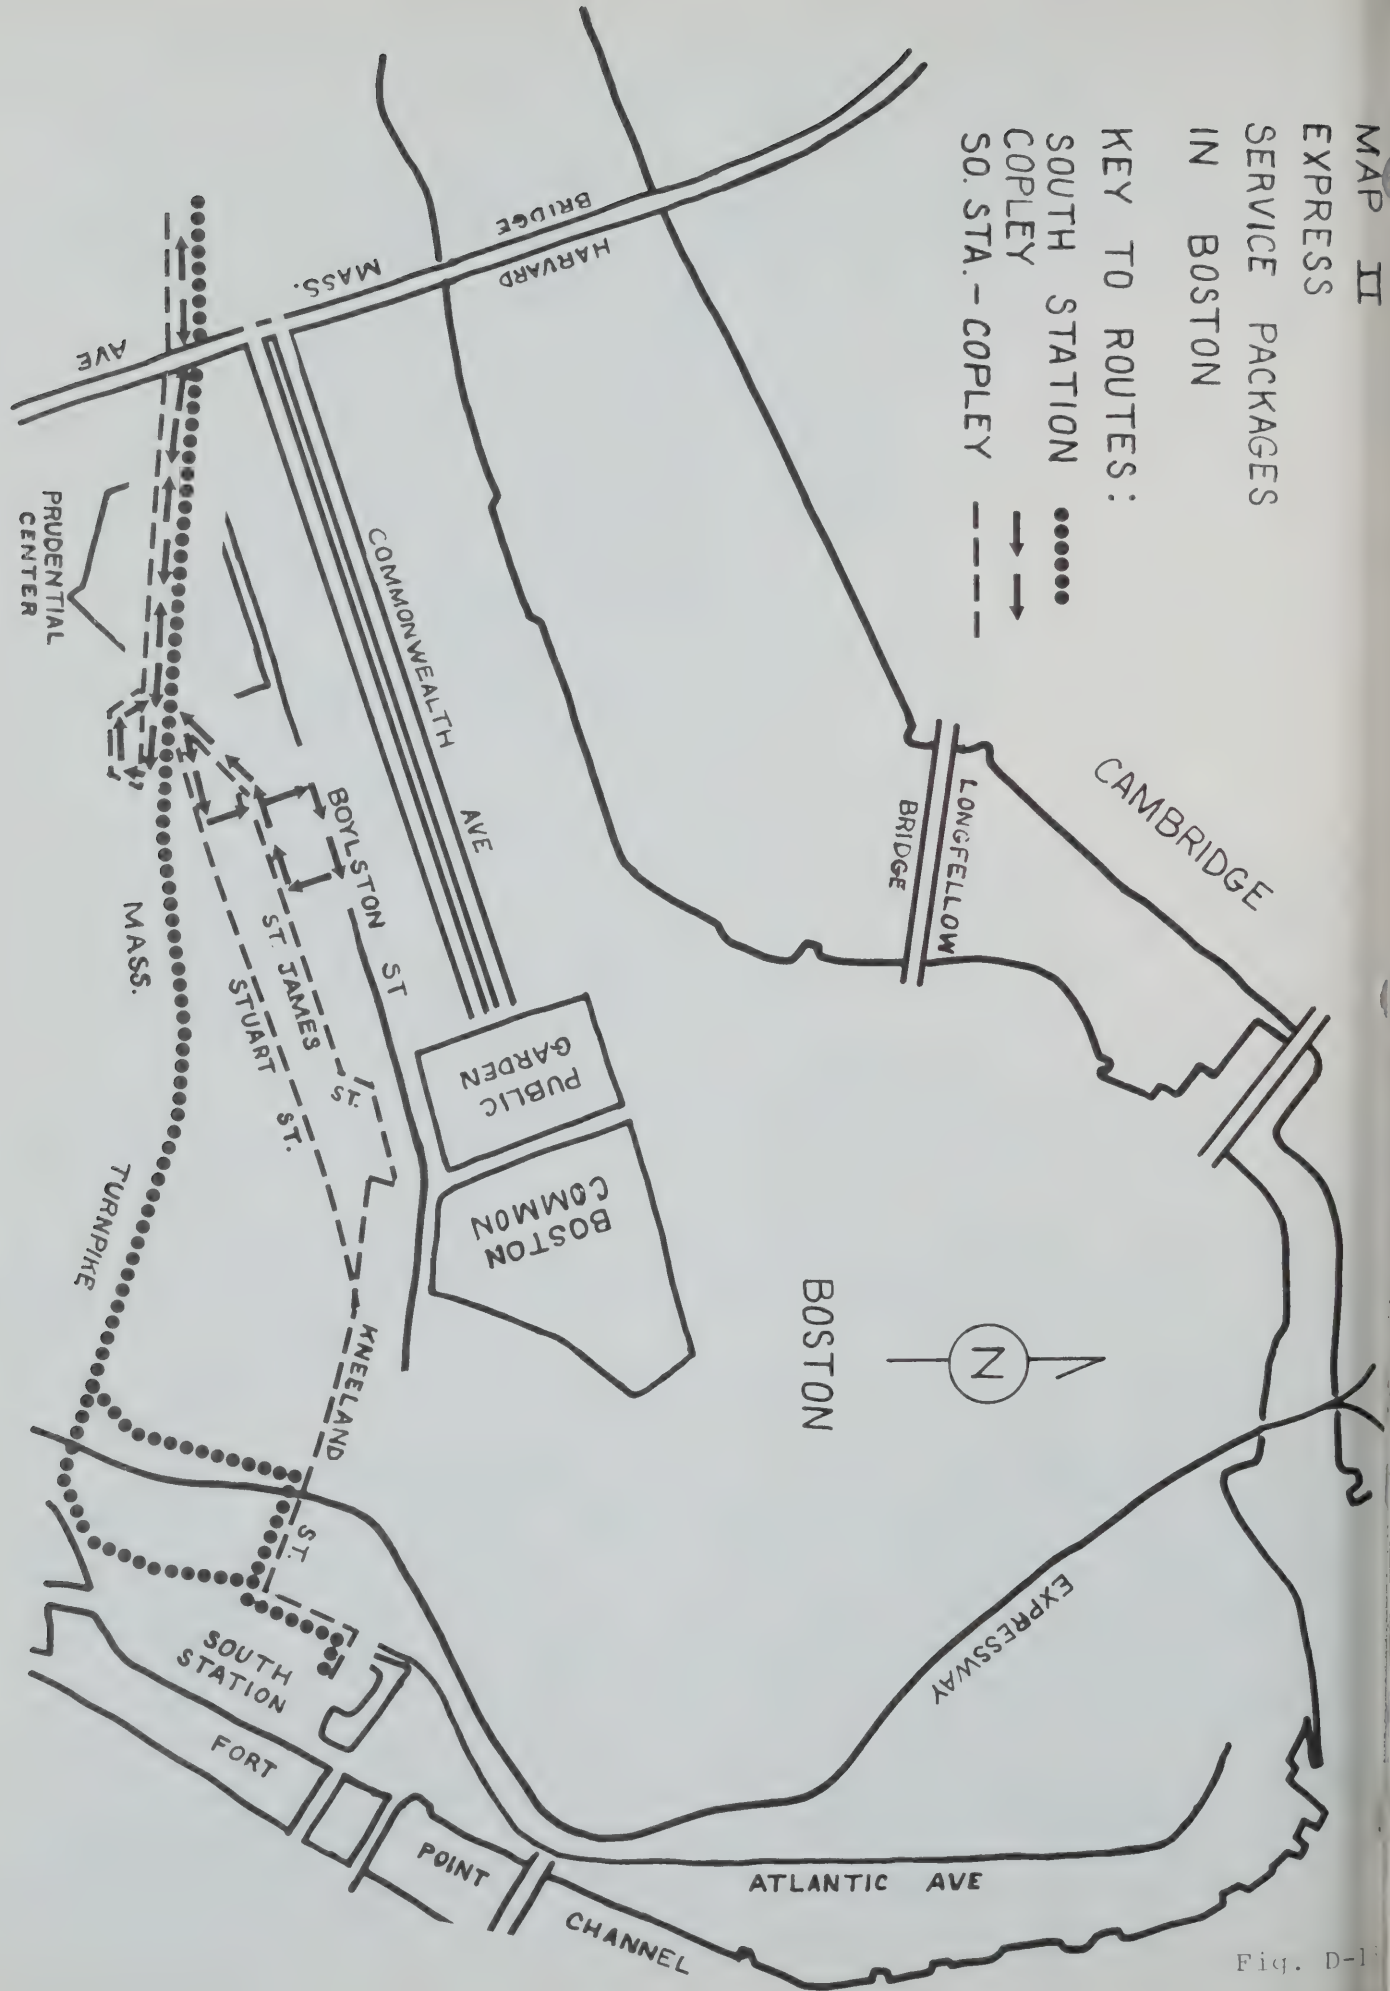 MAP II
EXPRESS
SERVICE PACKAGES
IN BOSTON
KEY TO ROUTES:
SOUTH STATION
COPLEY
SO. STA.-COPLEY
CAMBRIDGE
LONGFELLOW
BRIDGE
HARVARD
BRIDGE
MASS.
AVE
COMMONWEALTH AVE
BOYLSTON ST
ST. JAMES ST.
STUART ST.
PRUDENTIAL
CENTER
MASS. TURNPIKE
PUBLIC
GARDEN
BOSTON
COMMON
BOSTON
N
KNEELAND ST.
EXPRESSWAY
ATLANTIC AVE
SOUTH
STATION
FORT POINT CHANNEL